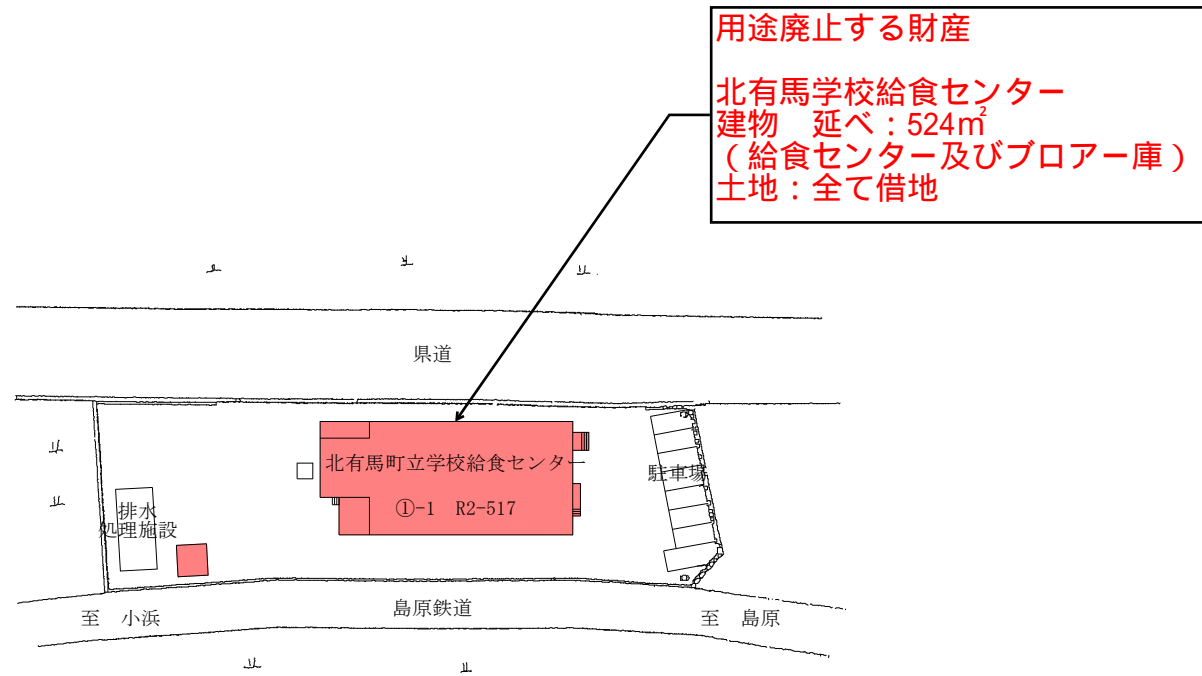 用途廃止する財産
北有馬学校給食センター
建物　延べ：524㎡
（給食センター及びブロアー庫）
土地：全て借地
県道
北有馬町立学校給食センター
①-1　R2-517
駐車場
排水
処理施設
至　小浜
島原鉄道
至　島原